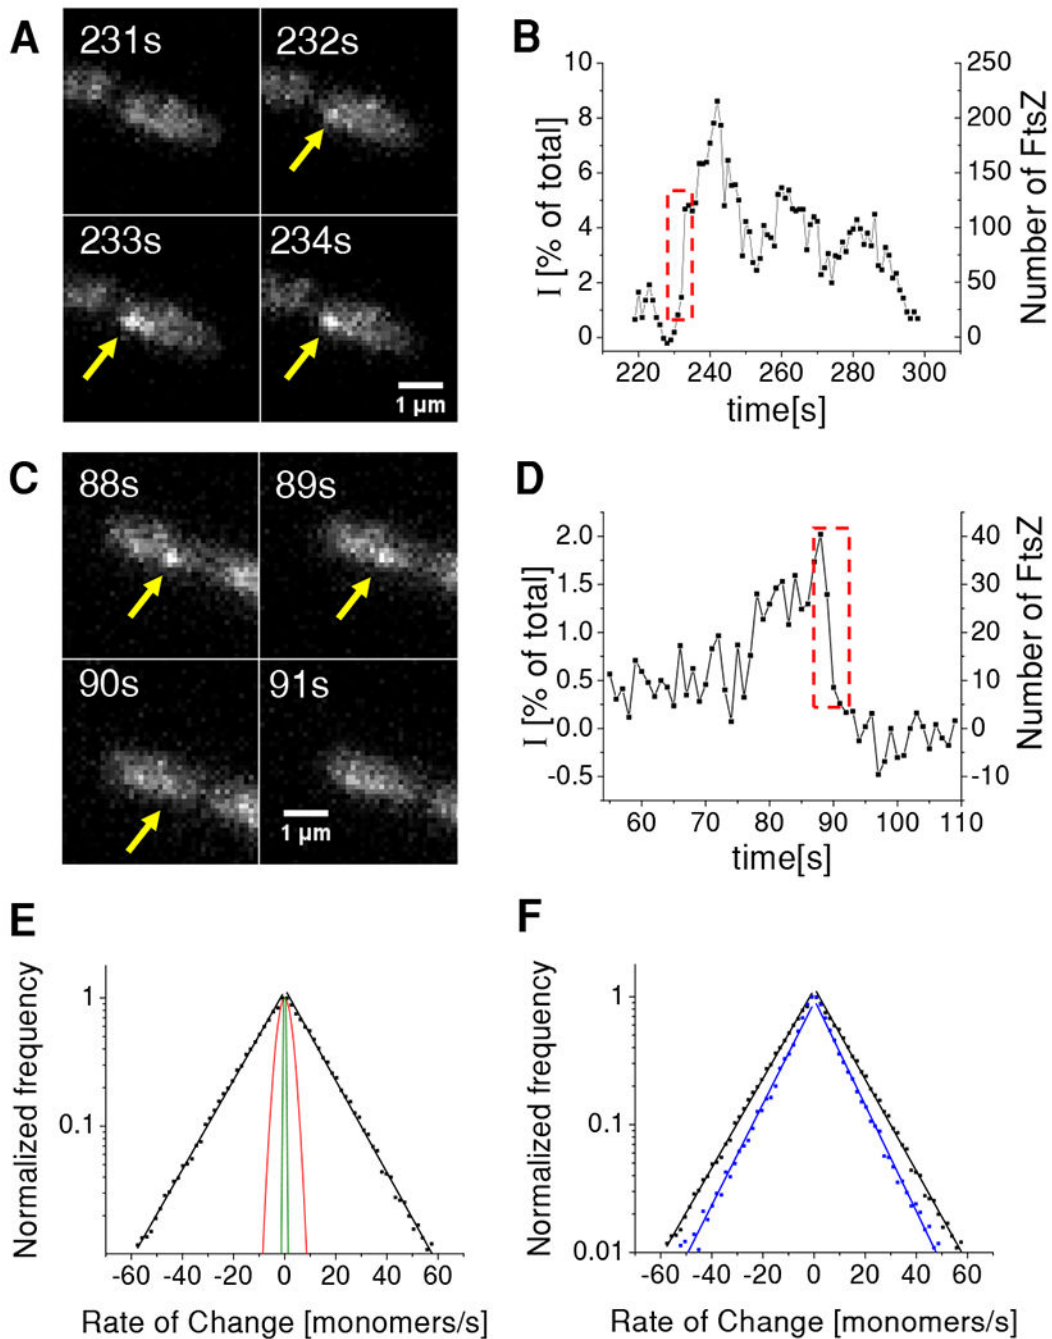 A
231s
232s
233s
234s
1 µm
B
I [% of total]
10
8
6
4
2
0
250
200
150
100
50
0
Number of FtsZ
220 240 260 280 300
time[s]
C
88s
89s
90s
91s
1 µm
D
I [% of total]
2.0
1.5
1.0
0.5
0.0
-0.5
40
30
20
10
0
-10
Number of FtsZ
60 70 80 90 100 110
time[s]
E
Normalized frequency
1
0.1
-60 -40 -20 0 20 40 60
Rate of Change [monomers/s]
F
Normalized frequency
1
0.1
0.01
-60 -40 -20 0 20 40 60
Rate of Change [monomers/s]